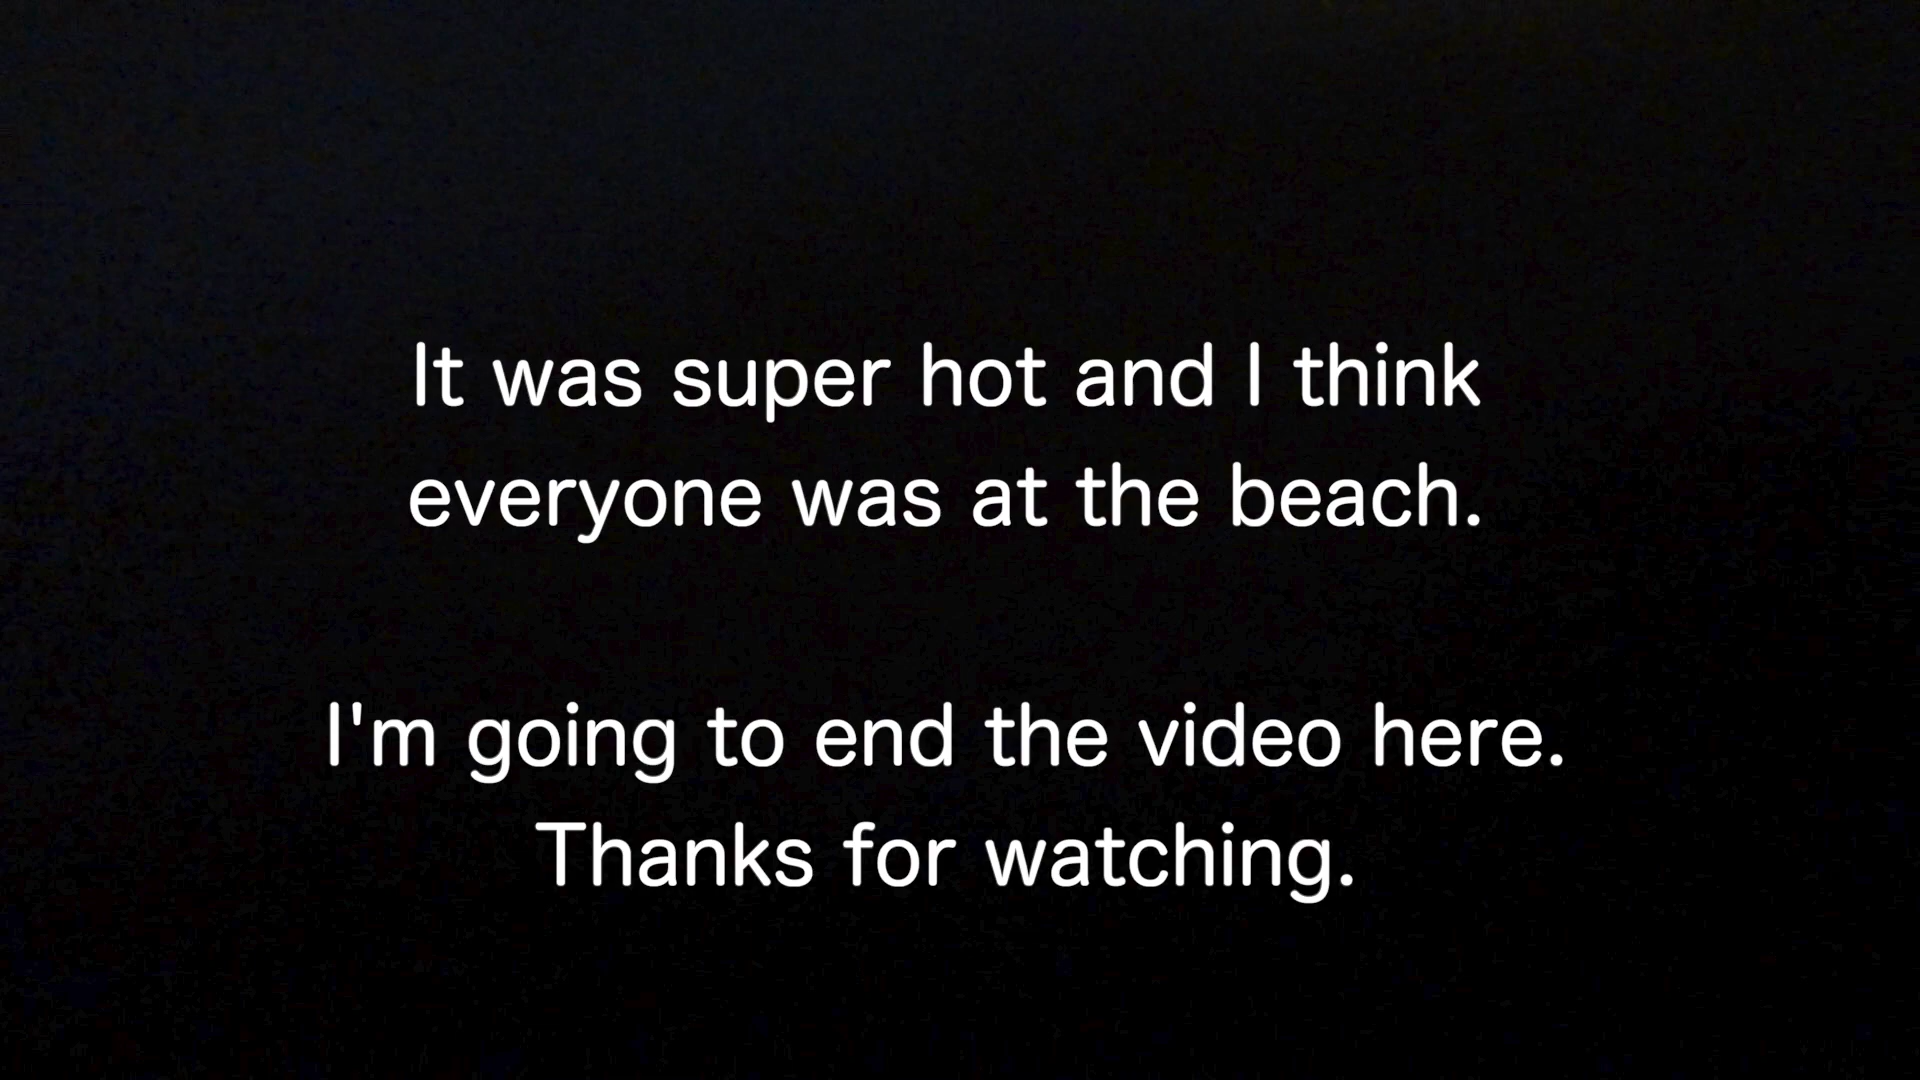 It was super hot and I think
everyone was at the beach.
I'm going to end the video here.
Thanks for watching.